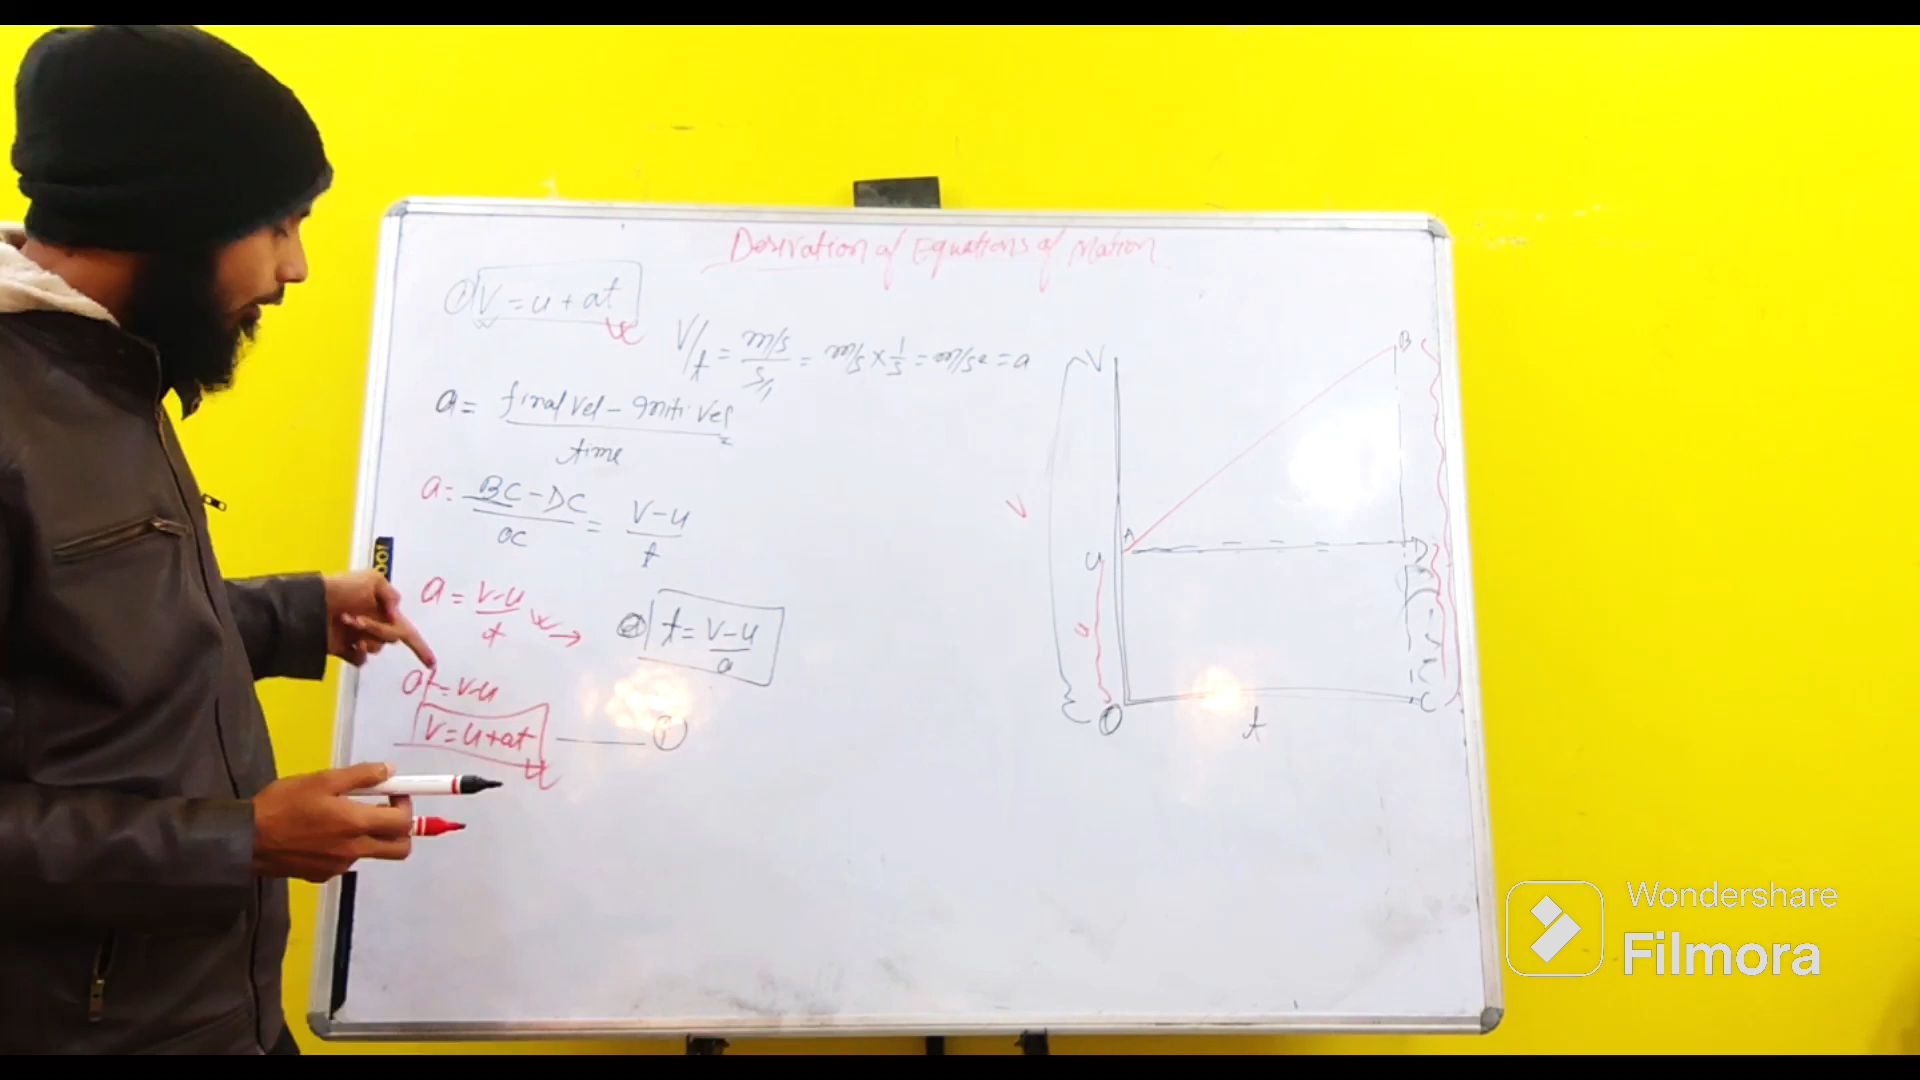 Derivation of Equations of Motion
① V = u + at
V/t = m/s / s/1 = m/s × 1/s = m/s² = a
a = final vel - initi vel / time
a = BC - DC / oc = V - u / t
a = V-u / t → ② t = V-u / a
at = v-u
V = u + at ——— ①
V
B
V
A
D
u
u
O
t
C
Wondershare
Filmora